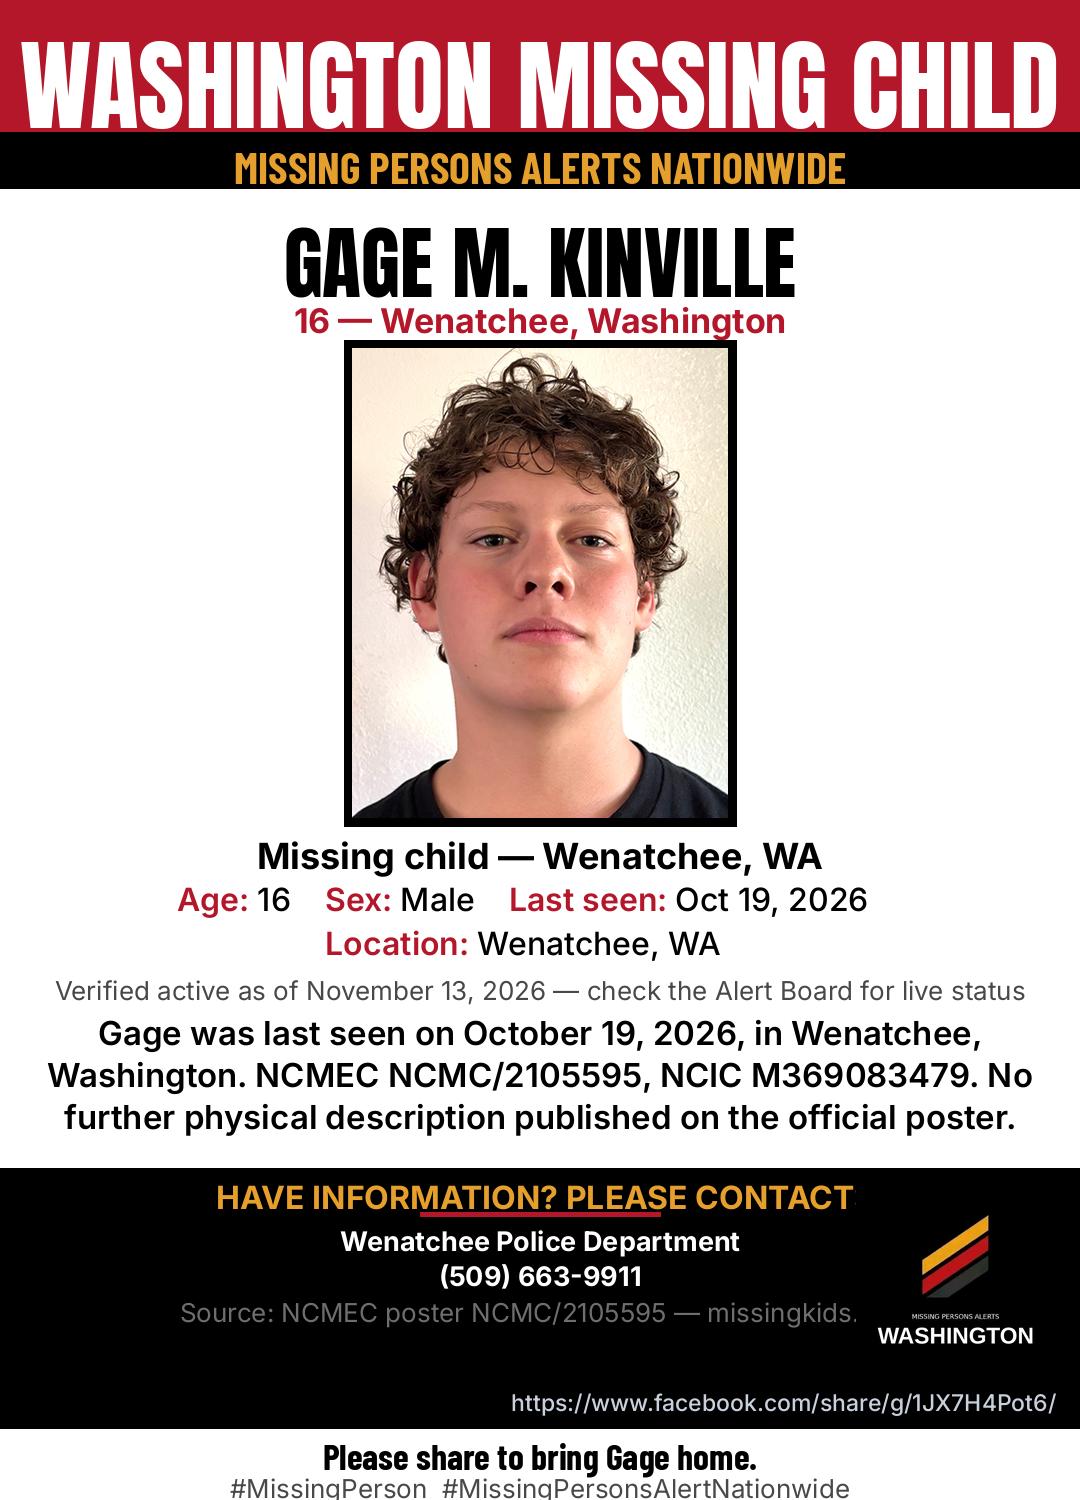 WASHINGTON MISSING CHILD
MISSING PERSONS ALERTS NATIONWIDE
GAGE M. KINVILLE
16 — Wenatchee, Washington
Missing child — Wenatchee, WA
Age: 16 Sex: Male Last seen: Oct 19, 2026
Location: Wenatchee, WA
Verified active as of November 13, 2026 — check the Alert Board for live status
Gage was last seen on October 19, 2026, in Wenatchee,
Washington. NCMEC NCMC/2105595, NCIC M369083479. No
further physical description published on the official poster.
HAVE INFORMATION? PLEASE CONTACT
Wenatchee Police Department
(509) 663-9911
Source: NCMEC poster NCMC/2105595 — missingkids.
MISSING PERSONS ALERTS
WASHINGTON
https://www.facebook.com/share/g/1JX7H4Pot6/
Please share to bring Gage home.
#MissingPerson #MissingPersonsAlertNationwide